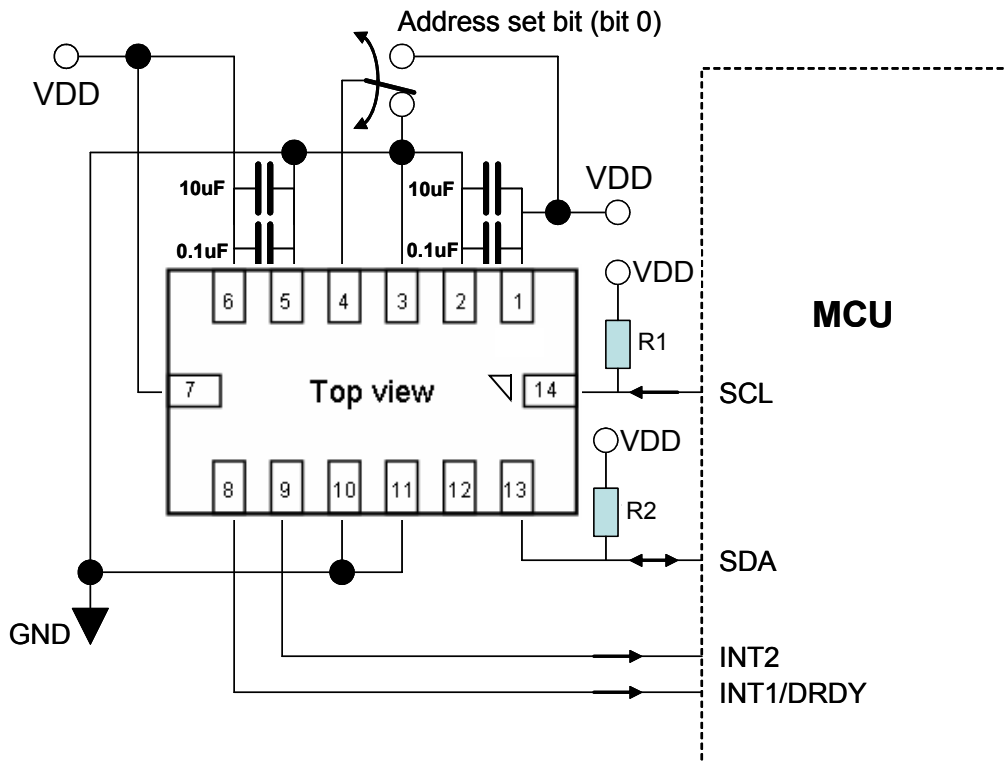 Address set bit (bit 0)
VDD
10uF
10uF
VDD
0.1uF
0.1uF
6
5
4
3
2
1
VDD
R1
MCU
7
Top view
14
SCL
VDD
8
9
10
11
12
13
R2
SDA
GND
INT2
INT1/DRDY